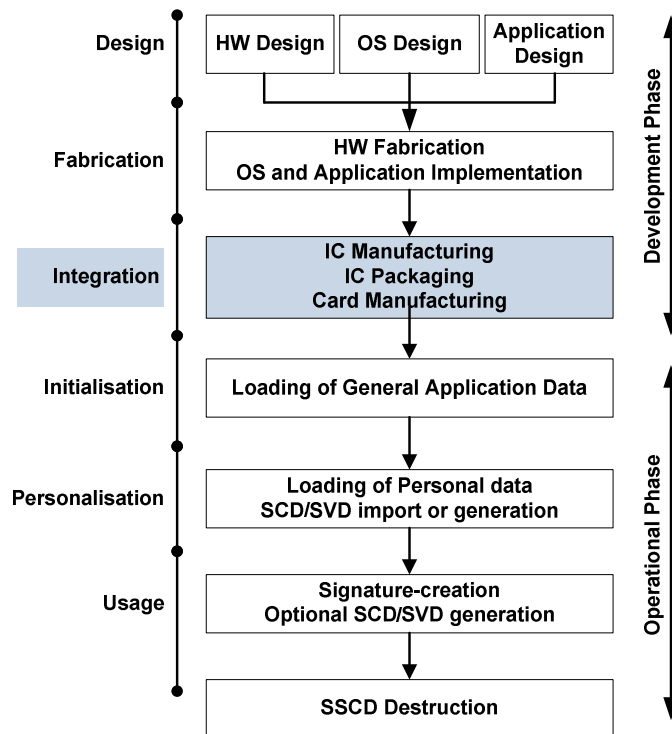 Design
HW Design
OS Design
Application
Design
Fabrication
HW Fabrication
OS and Application Implementation
Development Phase
Integration
IC Manufacturing
IC Packaging
Card Manufacturing
Initialisation
Loading of General Application Data
Personalisation
Loading of Personal data
SCD/SVD import or generation
Operational Phase
Usage
Signature-creation
Optional SCD/SVD generation
SSCD Destruction